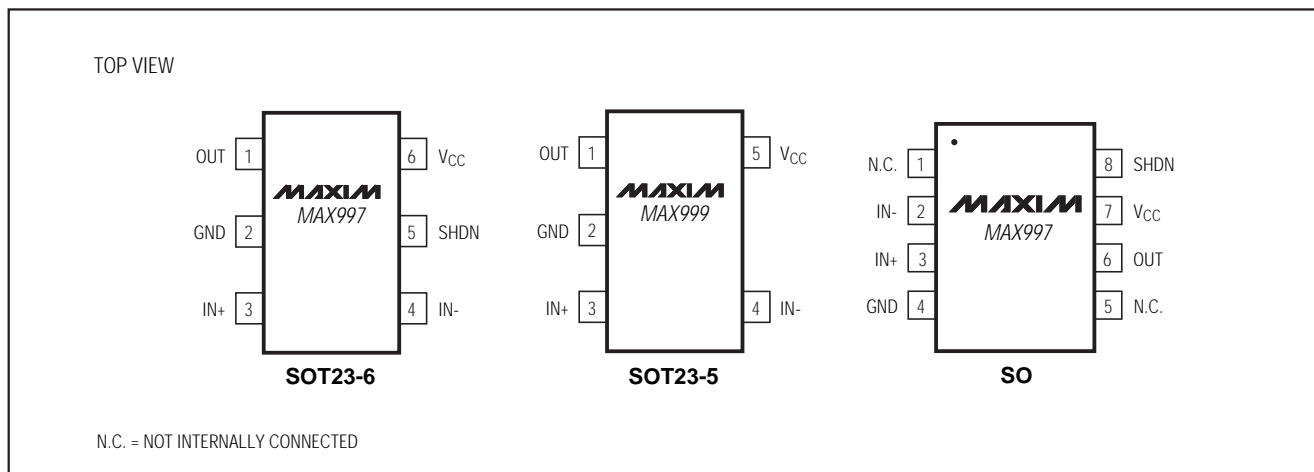 TOP VIEW
OUT 1
6 VCC
MAXIM
MAX997
GND 2
5 SHDN
IN+ 3
4 IN-
SOT23-6
OUT 1
5 VCC
MAXIM
MAX999
GND 2
IN+ 3
4 IN-
SOT23-5
N.C. 1
8 SHDN
IN- 2
MAXIM
7 VCC
MAX997
IN+ 3
6 OUT
GND 4
5 N.C.
SO
N.C. = NOT INTERNALLY CONNECTED